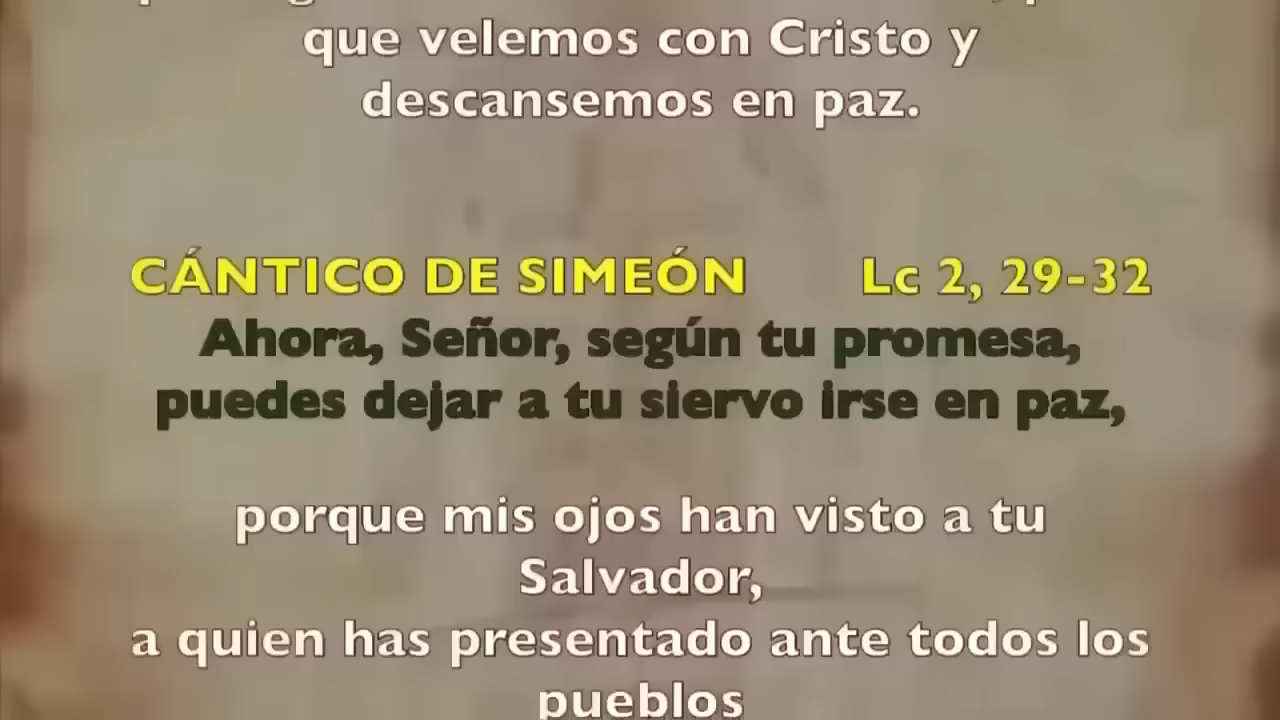 que velemos con Cristo y
descansemos en paz.
CÁNTICO DE SIMEÓN Lc 2, 29-32
Ahora, Señor, según tu promesa,
puedes dejar a tu siervo irse en paz,
porque mis ojos han visto a tu
Salvador,
a quien has presentado ante todos los
pueblos